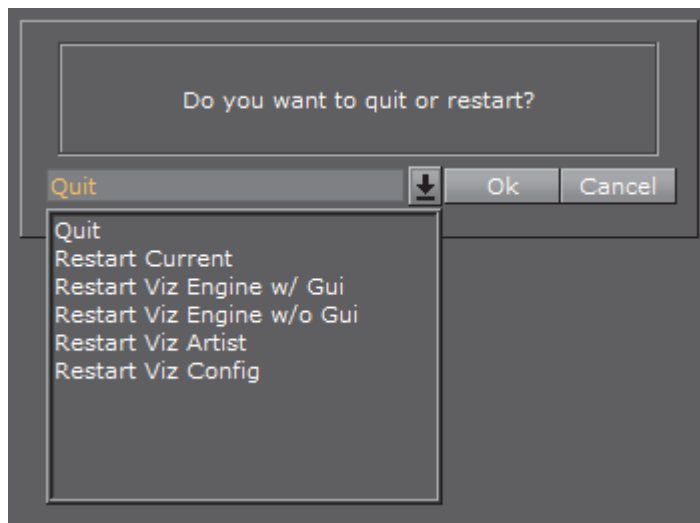 Do you want to quit or restart?
Quit
Ok
Cancel
Quit
Restart Current
Restart Viz Engine w/ Gui
Restart Viz Engine w/o Gui
Restart Viz Artist
Restart Viz Config